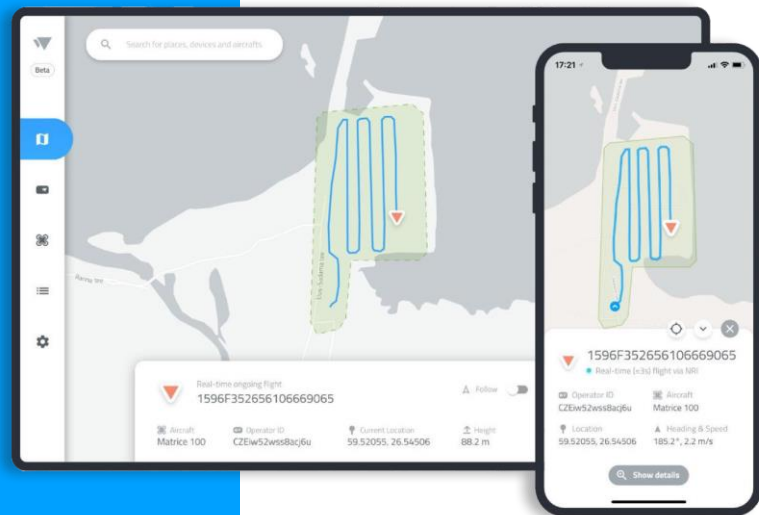 Beta
Search for places, devices and aircrafts
Real-time ongoing flight
1596F352656106669065
Follow
Aircraft
Matrice 100
Operator ID
CZEiw52wss8acj6u
Current Location
59.52055, 26.54506
Height
88.2 m
17:21
1596F352656106669065
Real-time (±3s) flight via NRI
Operator ID
CZEiw52wss8acj6u
Aircraft
Matrice 100
Location
59.52055, 26.54506
Heading & Speed
185.2°, 2.2 m/s
Show details